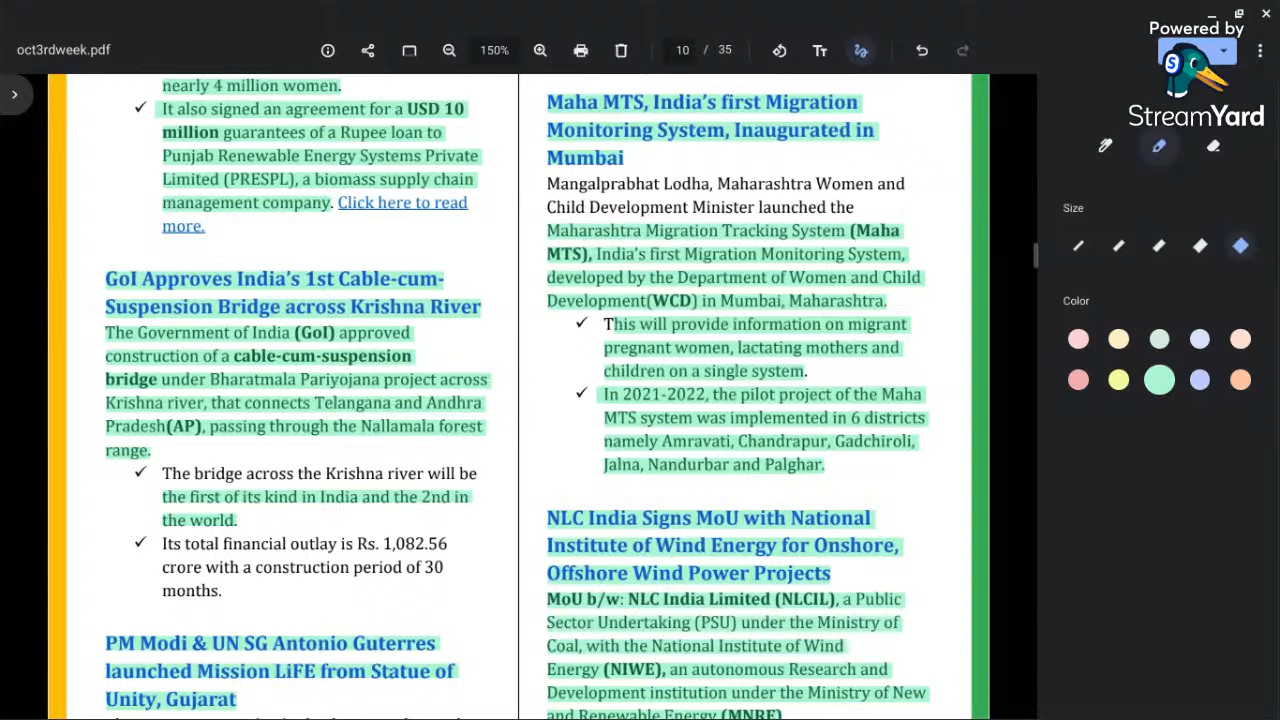 oct3rdweek.pdf
150%
10 / 35
Powered by
StreamYard
nearly 4 million women.
✓ It also signed an agreement for a USD 10
million guarantees of a Rupee loan to
Punjab Renewable Energy Systems Private
Limited (PRESPL), a biomass supply chain
management company. Click here to read
more.
GoI Approves India's 1st Cable-cum-
Suspension Bridge across Krishna River
The Government of India (GoI) approved
construction of a cable-cum-suspension
bridge under Bharatmala Pariyojana project across
Krishna river, that connects Telangana and Andhra
Pradesh(AP), passing through the Nallamala forest
range.
✓ The bridge across the Krishna river will be
the first of its kind in India and the 2nd in
the world.
✓ Its total financial outlay is Rs. 1,082.56
crore with a construction period of 30
months.
PM Modi & UN SG Antonio Guterres
launched Mission LiFE from Statue of
Unity, Gujarat
Maha MTS, India's first Migration
Monitoring System, Inaugurated in
Mumbai
Mangalprabhat Lodha, Maharashtra Women and
Child Development Minister launched the
Maharashtra Migration Tracking System (Maha
MTS), India's first Migration Monitoring System,
developed by the Department of Women and Child
Development(WCD) in Mumbai, Maharashtra.
✓ This will provide information on migrant
pregnant women, lactating mothers and
children on a single system.
✓ In 2021-2022, the pilot project of the Maha
MTS system was implemented in 6 districts
namely Amravati, Chandrapur, Gadchiroli,
Jalna, Nandurbar and Palghar.
NLC India Signs MoU with National
Institute of Wind Energy for Onshore,
Offshore Wind Power Projects
MoU b/w: NLC India Limited (NLCIL), a Public
Sector Undertaking (PSU) under the Ministry of
Coal, with the National Institute of Wind
Energy (NIWE), an autonomous Research and
Development institution under the Ministry of New
and Renewable Energy (MNRE)
Size
Color